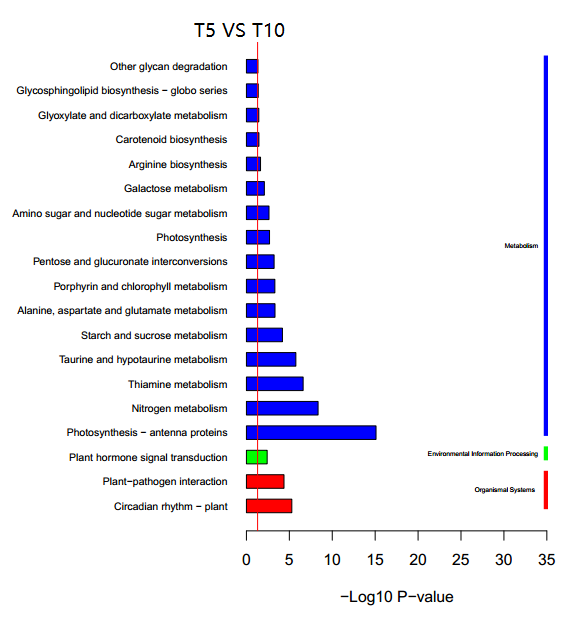 T5 VS T10
Other glycan degradation
Glycosphingolipid biosynthesis − globo series
Glyoxylate and dicarboxylate metabolism
Carotenoid biosynthesis
Arginine biosynthesis
Galactose metabolism
Amino sugar and nucleotide sugar metabolism
Photosynthesis
Pentose and glucuronate interconversions
Metabolism
Porphyrin and chlorophyll metabolism
Alanine, aspartate and glutamate metabolism
Starch and sucrose metabolism
Taurine and hypotaurine metabolism
Thiamine metabolism
Nitrogen metabolism
Photosynthesis − antenna proteins
Plant hormone signal transduction
Environmental Information Processing
Plant−pathogen interaction
Organismal Systems
Circadian rhythm − plant
0 5 10 15 20 25 30 35
−Log10 P−value